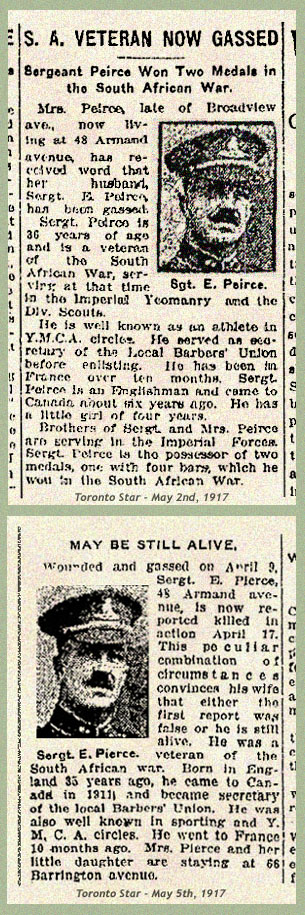 S. A. VETERAN NOW GASSED
Sergeant Peirce Won Two Medals in
the South African War.
Mrs. Peirce, late of Broadview
ave., now liv-
ing at 48 Armand
avenue, has re-
ceived word that
her husband,
Sergt. E. Peirce,
has been gassed.
Sergt. Peirce is
36 years of age
and is a veteran
of the South
African War, ser-
ving at that time
in the Imperial Yeomanry and the
Div. Scouts.
Sgt. E. Peirce.
He is well known as an athlete in
Y.M.C.A. circles. He served as sec-
retary of the Local Barbers' Union
before enlisting. He has been in
France over ten months. Sergt.
Peirce is an Englishman and came to
Canada about six years ago. He has
a little girl of four years.
Brothers of Sergt. and Mrs. Peirce
are serving in the Imperial Forces.
Sergt. Peirce is the possessor of two
medals, one with four bars, which he
won in the South African War.
Toronto Star - May 2nd, 1917
MAY BE STILL ALIVE.
Wounded and gassed on April 9,
Sergt. E. Pierce,
48 Armand ave-
nue, is now re-
ported killed in
action April 17.
This peculiar
combination of
circumstances
convinces his wife
that either the
first report was
false or he is still
alive. He was a
veteran of the
Sergt. E. Pierce.
South African war. Born in Eng-
land 35 years ago, he came to Can-
ada in 1911, and became secretary
of the local Barbers' Union. He was
also well known in sporting and Y.
M. C. A. circles. He went to France
10 months ago. Mrs. Pierce and her
little daughter are staying at 66
Barrington avenue.
Toronto Star - May 5th, 1917